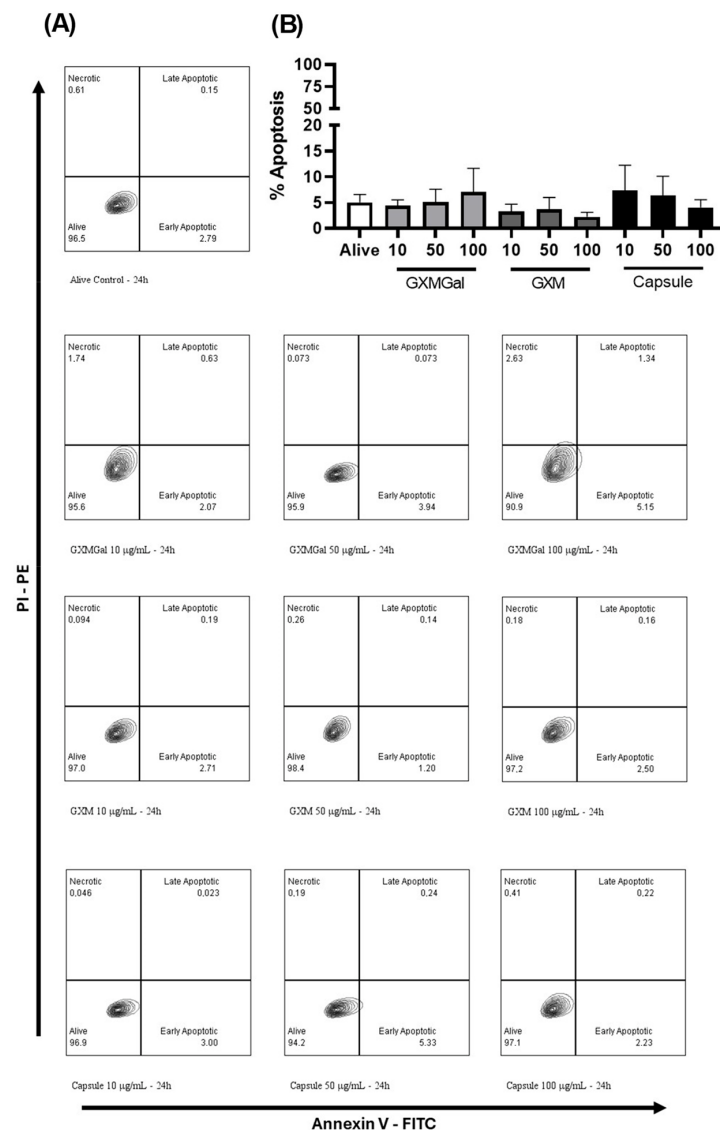 (A)
(B)
Necrotic Late Apoptotic
0.61 0.15
Alive Early Apoptotic
96.5 2.79
Alive Control - 24h
% Apoptosis
100
75
50
20
15
10
5
0
Alive 10 50 100 10 50 100 10 50 100
GXMGal GXM Capsule
Necrotic Late Apoptotic
1.74 0.63
Alive Early Apoptotic
95.6 2.07
GXMGal 10 µg/mL - 24h
Necrotic Late Apoptotic
0.073 0.073
Alive Early Apoptotic
95.9 3.94
GXMGal 50 µg/mL - 24h
Necrotic Late Apoptotic
2.63 1.34
Alive Early Apoptotic
90.9 5.15
GXMGal 100 µg/mL - 24h
PI - PE
Necrotic Late Apoptotic
0.094 0.19
Alive Early Apoptotic
97.0 2.71
GXM 10 µg/mL - 24h
Necrotic Late Apoptotic
0.26 0.14
Alive Early Apoptotic
98.4 1.20
GXM 50 µg/mL - 24h
Necrotic Late Apoptotic
0.18 0.16
Alive Early Apoptotic
97.2 2.50
GXM 100 µg/mL - 24h
Necrotic Late Apoptotic
0.046 0.023
Alive Early Apoptotic
96.9 3.00
Capsule 10 µg/mL - 24h
Necrotic Late Apoptotic
0.19 0.24
Alive Early Apoptotic
94.2 5.33
Capsule 50 µg/mL - 24h
Necrotic Late Apoptotic
0.41 0.22
Alive Early Apoptotic
97.1 2.23
Capsule 100 µg/mL - 24h
Annexin V - FITC